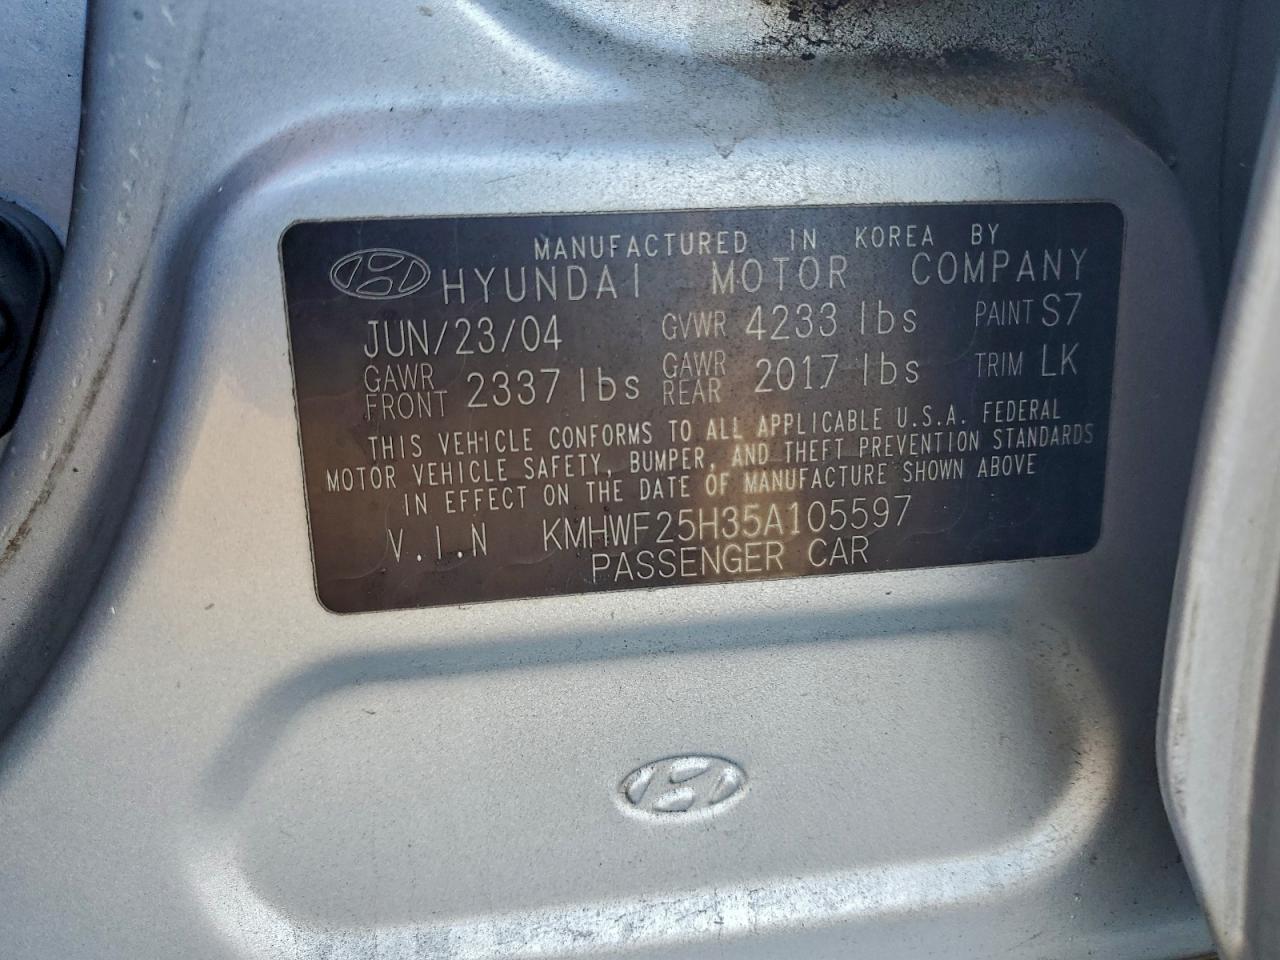 MANUFACTURED IN KOREA BY
HYUNDAI MOTOR COMPANY
JUN/23/04 GVWR 4233 lbs PAINT S7
GAWR FRONT 2337 lbs GAWR REAR 2017 lbs TRIM LK
THIS VEHICLE CONFORMS TO ALL APPLICABLE U.S.A. FEDERAL
MOTOR VEHICLE SAFETY, BUMPER, AND THEFT PREVENTION STANDARDS
IN EFFECT ON THE DATE OF MANUFACTURE SHOWN ABOVE
V.I.N KMHWF25H35A105597
PASSENGER CAR